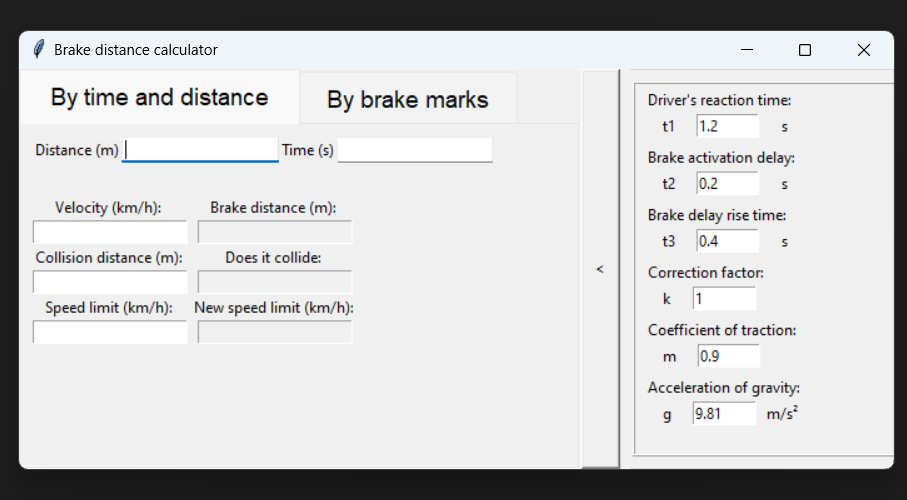 Brake distance calculator
By time and distance
By brake marks
Distance (m)
Time (s)
Velocity (km/h):
Brake distance (m):
Collision distance (m):
Does it collide:
Speed limit (km/h):
New speed limit (km/h):
<
Driver's reaction time:
t1 1.2 s
Brake activation delay:
t2 0.2 s
Brake delay rise time:
t3 0.4 s
Correction factor:
k 1
Coefficient of traction:
m 0.9
Acceleration of gravity:
g 9.81 m/s²